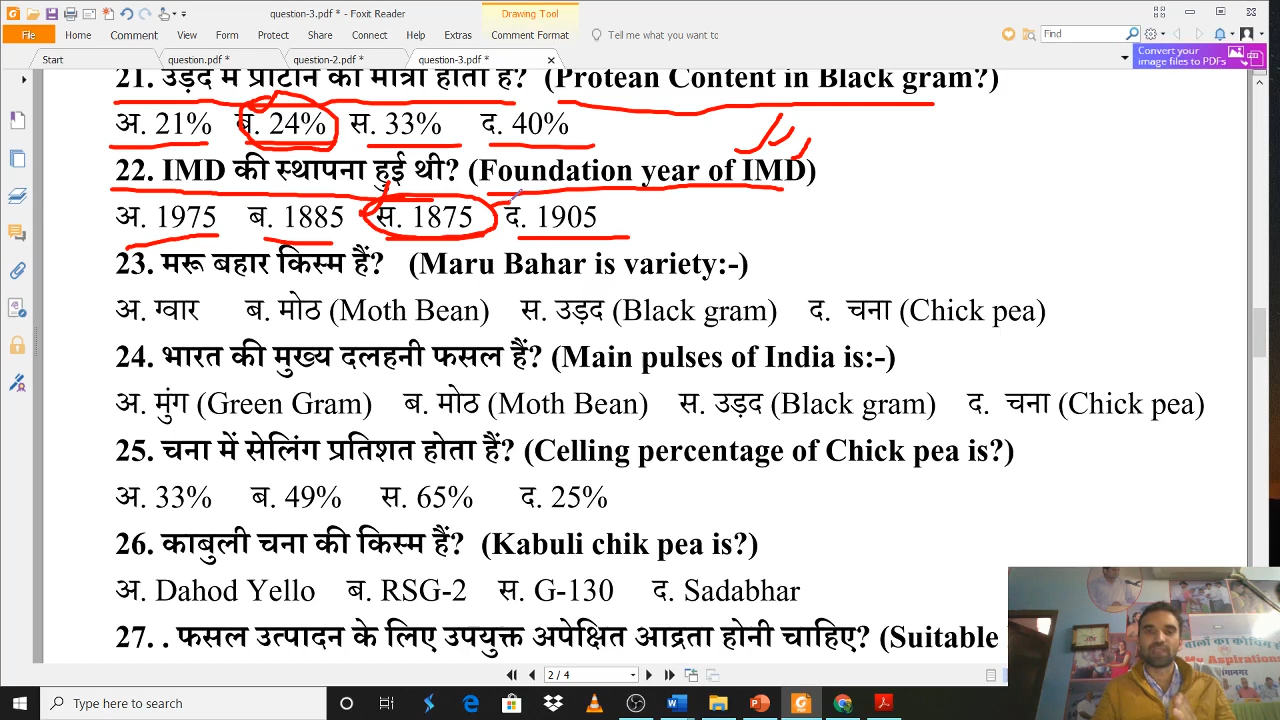 question-3.pdf * - Foxit Reader
Drawing Tool
File Home Comment View Form Protect Share Connect Help Extras Comment Format Tell me what you want to do Find
Start question.pdf * question-2.pdf * question-3.pdf *
Convert your
image files to PDFs
21. उड़द में प्रोटीन की मात्रा होती हैं? (Protean Content in Black gram?)
अ. 21% ब. 24% स. 33% द. 40%
22. IMD की स्थापना हुई थी? (Foundation year of IMD)
अ. 1975 ब. 1885 स. 1875 द. 1905
23. मरू बहार किस्म हैं? (Maru Bahar is variety:-)
अ. ग्वार ब. मोठ (Moth Bean) स. उड़द (Black gram) द. चना (Chick pea)
24. भारत की मुख्य दलहनी फसल हैं? (Main pulses of India is:-)
अ. मुंग (Green Gram) ब. मोठ (Moth Bean) स. उड़द (Black gram) द. चना (Chick pea)
25. चना में सेलिंग प्रतिशत होता हैं? (Celling percentage of Chick pea is?)
अ. 33% ब. 49% स. 65% द. 25%
26. काबुली चना की किस्म हैं? (Kabuli chik pea is?)
अ. Dahod Yello ब. RSG-2 स. G-130 द. Sadabhar
27. . फसल उत्पादन के लिए उपयुक्त अपेक्षित आद्रता होनी चाहिए? (Suitable
वालों का कोचिंग
My Aspirations
2 / 4
Type here to search